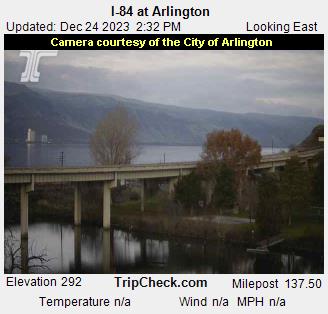 I-84 at Arlington
Updated: Dec 24 2023 2:32 PM Looking East
Camera courtesy of the City of Arlington
Elevation 292 TripCheck.com Milepost 137.50
Temperature n/a Wind n/a MPH n/a